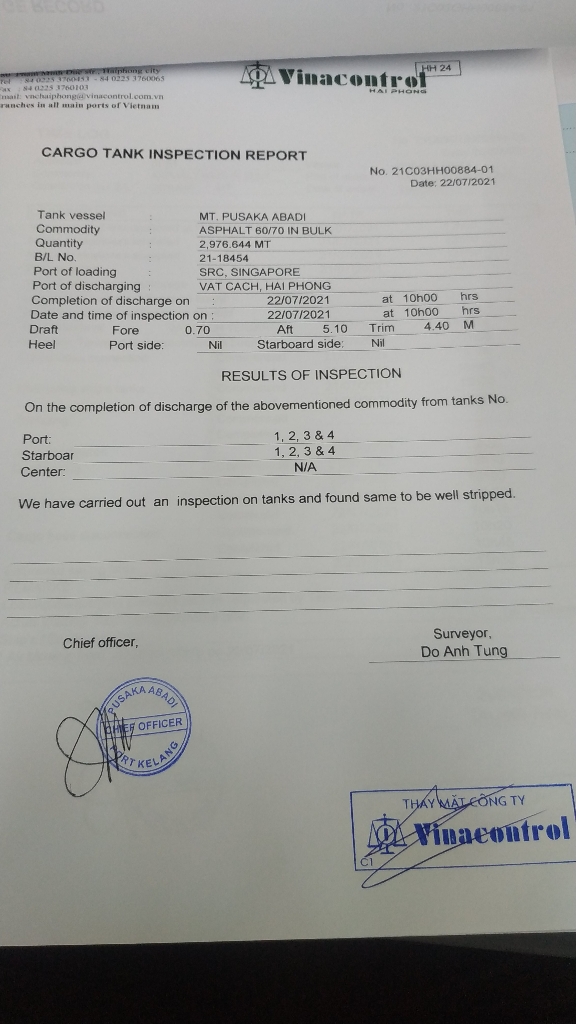 Phan Minh Duc str., Haiphong city
Tel : 84 0225 3760453 - 84 0225 3760065
Fax : 84 0225 3760103
Email: vnchaiphong@vinacontrol.com.vn
Branches in all main ports of Vietnam
Vinacontrol
HAI PHONG
HH 24
CARGO TANK INSPECTION REPORT
No. 21C03HH00884-01
Date: 22/07/2021
Tank vessel : MT. PUSAKA ABADI
Commodity : ASPHALT 60/70 IN BULK
Quantity : 2,976.644 MT
B/L No. : 21-18454
Port of loading : SRC, SINGAPORE
Port of discharging : VAT CACH, HAI PHONG
Completion of discharge on : 22/07/2021 at 10h00 hrs
Date and time of inspection on : 22/07/2021 at 10h00 hrs
Draft Fore 0.70 Aft 5.10 Trim 4.40 M
Heel Port side: Nil Starboard side: Nil
RESULTS OF INSPECTION
On the completion of discharge of the abovementioned commodity from tanks No.
Port: 1, 2, 3 & 4
Starboar 1, 2, 3 & 4
Center: N/A
We have carried out an inspection on tanks and found same to be well stripped.
Chief officer,
Surveyor,
Do Anh Tung
PUSAKA ABADI
CHIEF OFFICER
PORT KELANG
THAY MẶT CÔNG TY
Vinacontrol
C1